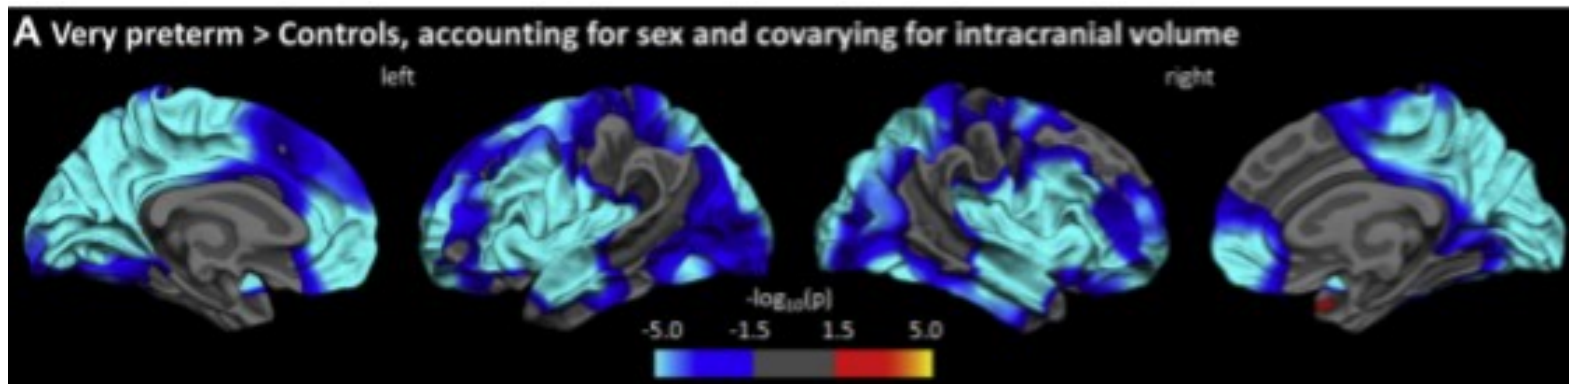 A Very preterm > Controls, accounting for sex and covarying for intracranial volume
left
right
-log₁₀(p)
-5.0 -1.5 1.5 5.0